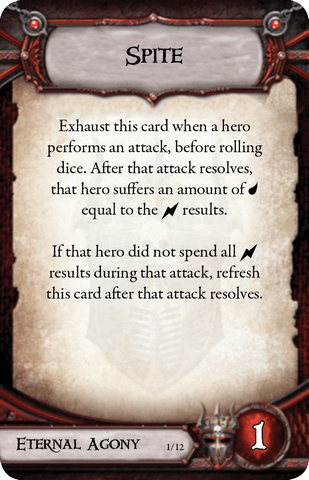 Spite
Exhaust this card when a hero
performs an attack, before rolling
dice. After that attack resolves,
that hero suffers an amount of
equal to the results.
If that hero did not spend all
results during that attack, refresh
this card after that attack resolves.
Eternal Agony 1/12
1